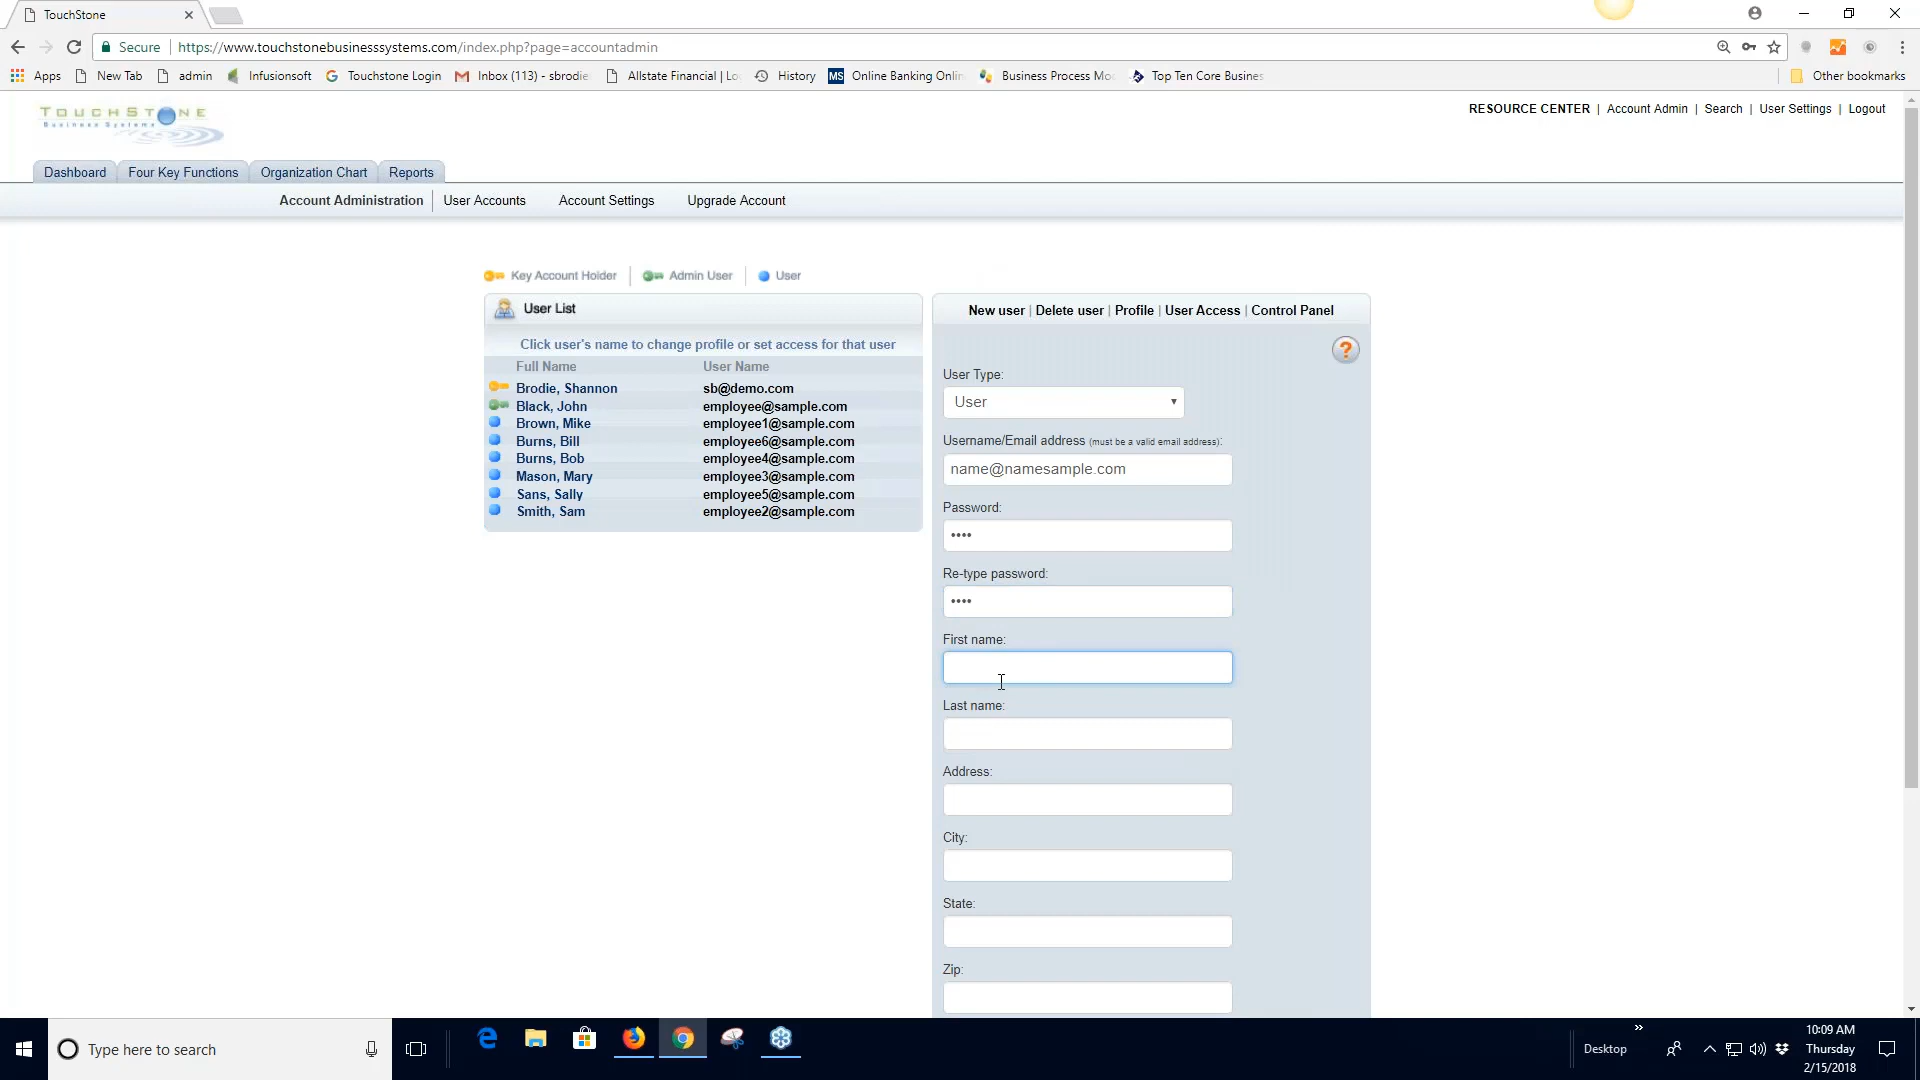 TouchStone
Secure | https://www.touchstonebusinesssystems.com/index.php?page=accountadmin
Apps New Tab admin Infusionsoft Touchstone Login Inbox (113) - sbrodie History Online Banking Onlin Business Process Mo Top Ten Core Busines Other bookmarks
Allstate Financial | Lo
TOUCHSTONE
Business Systems
RESOURCE CENTER | Account Admin | Search | User Settings | Logout
Dashboard Four Key Functions Organization Chart Reports
Account Administration User Accounts Account Settings Upgrade Account
Key Account Holder Admin User User
User List
Click user's name to change profile or set access for that user
Full Name User Name
Brodie, Shannon sb@demo.com
Black, John employee@sample.com
Brown, Mike employee1@sample.com
Burns, Bill employee6@sample.com
Burns, Bob employee4@sample.com
Mason, Mary employee3@sample.com
Sans, Sally employee5@sample.com
Smith, Sam employee2@sample.com
New user | Delete user | Profile | User Access | Control Panel
?
User Type:
User
Username/Email address (must be a valid email address):
name@namesample.com
Password:
••••
Re-type password:
••••
First name:
Last name:
Address:
City:
State:
Zip:
Type here to search
Desktop
10:09 AM
Thursday
2/15/2018